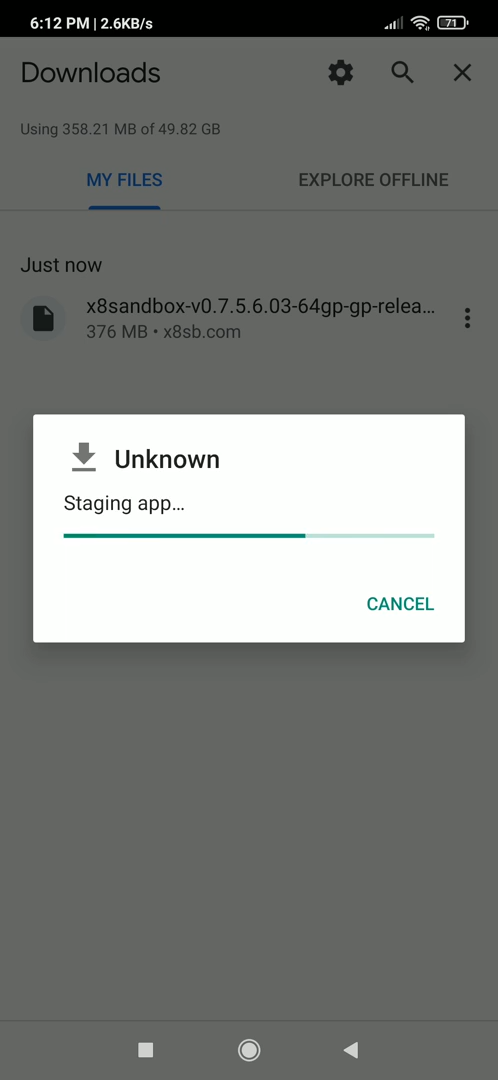 6:12 PM | 2.6KB/s
71
Downloads
Using 358.21 MB of 49.82 GB
MY FILES
EXPLORE OFFLINE
Just now
x8sandbox-v0.7.5.6.03-64gp-gp-relea...
376 MB • x8sb.com
Unknown
Staging app...
CANCEL